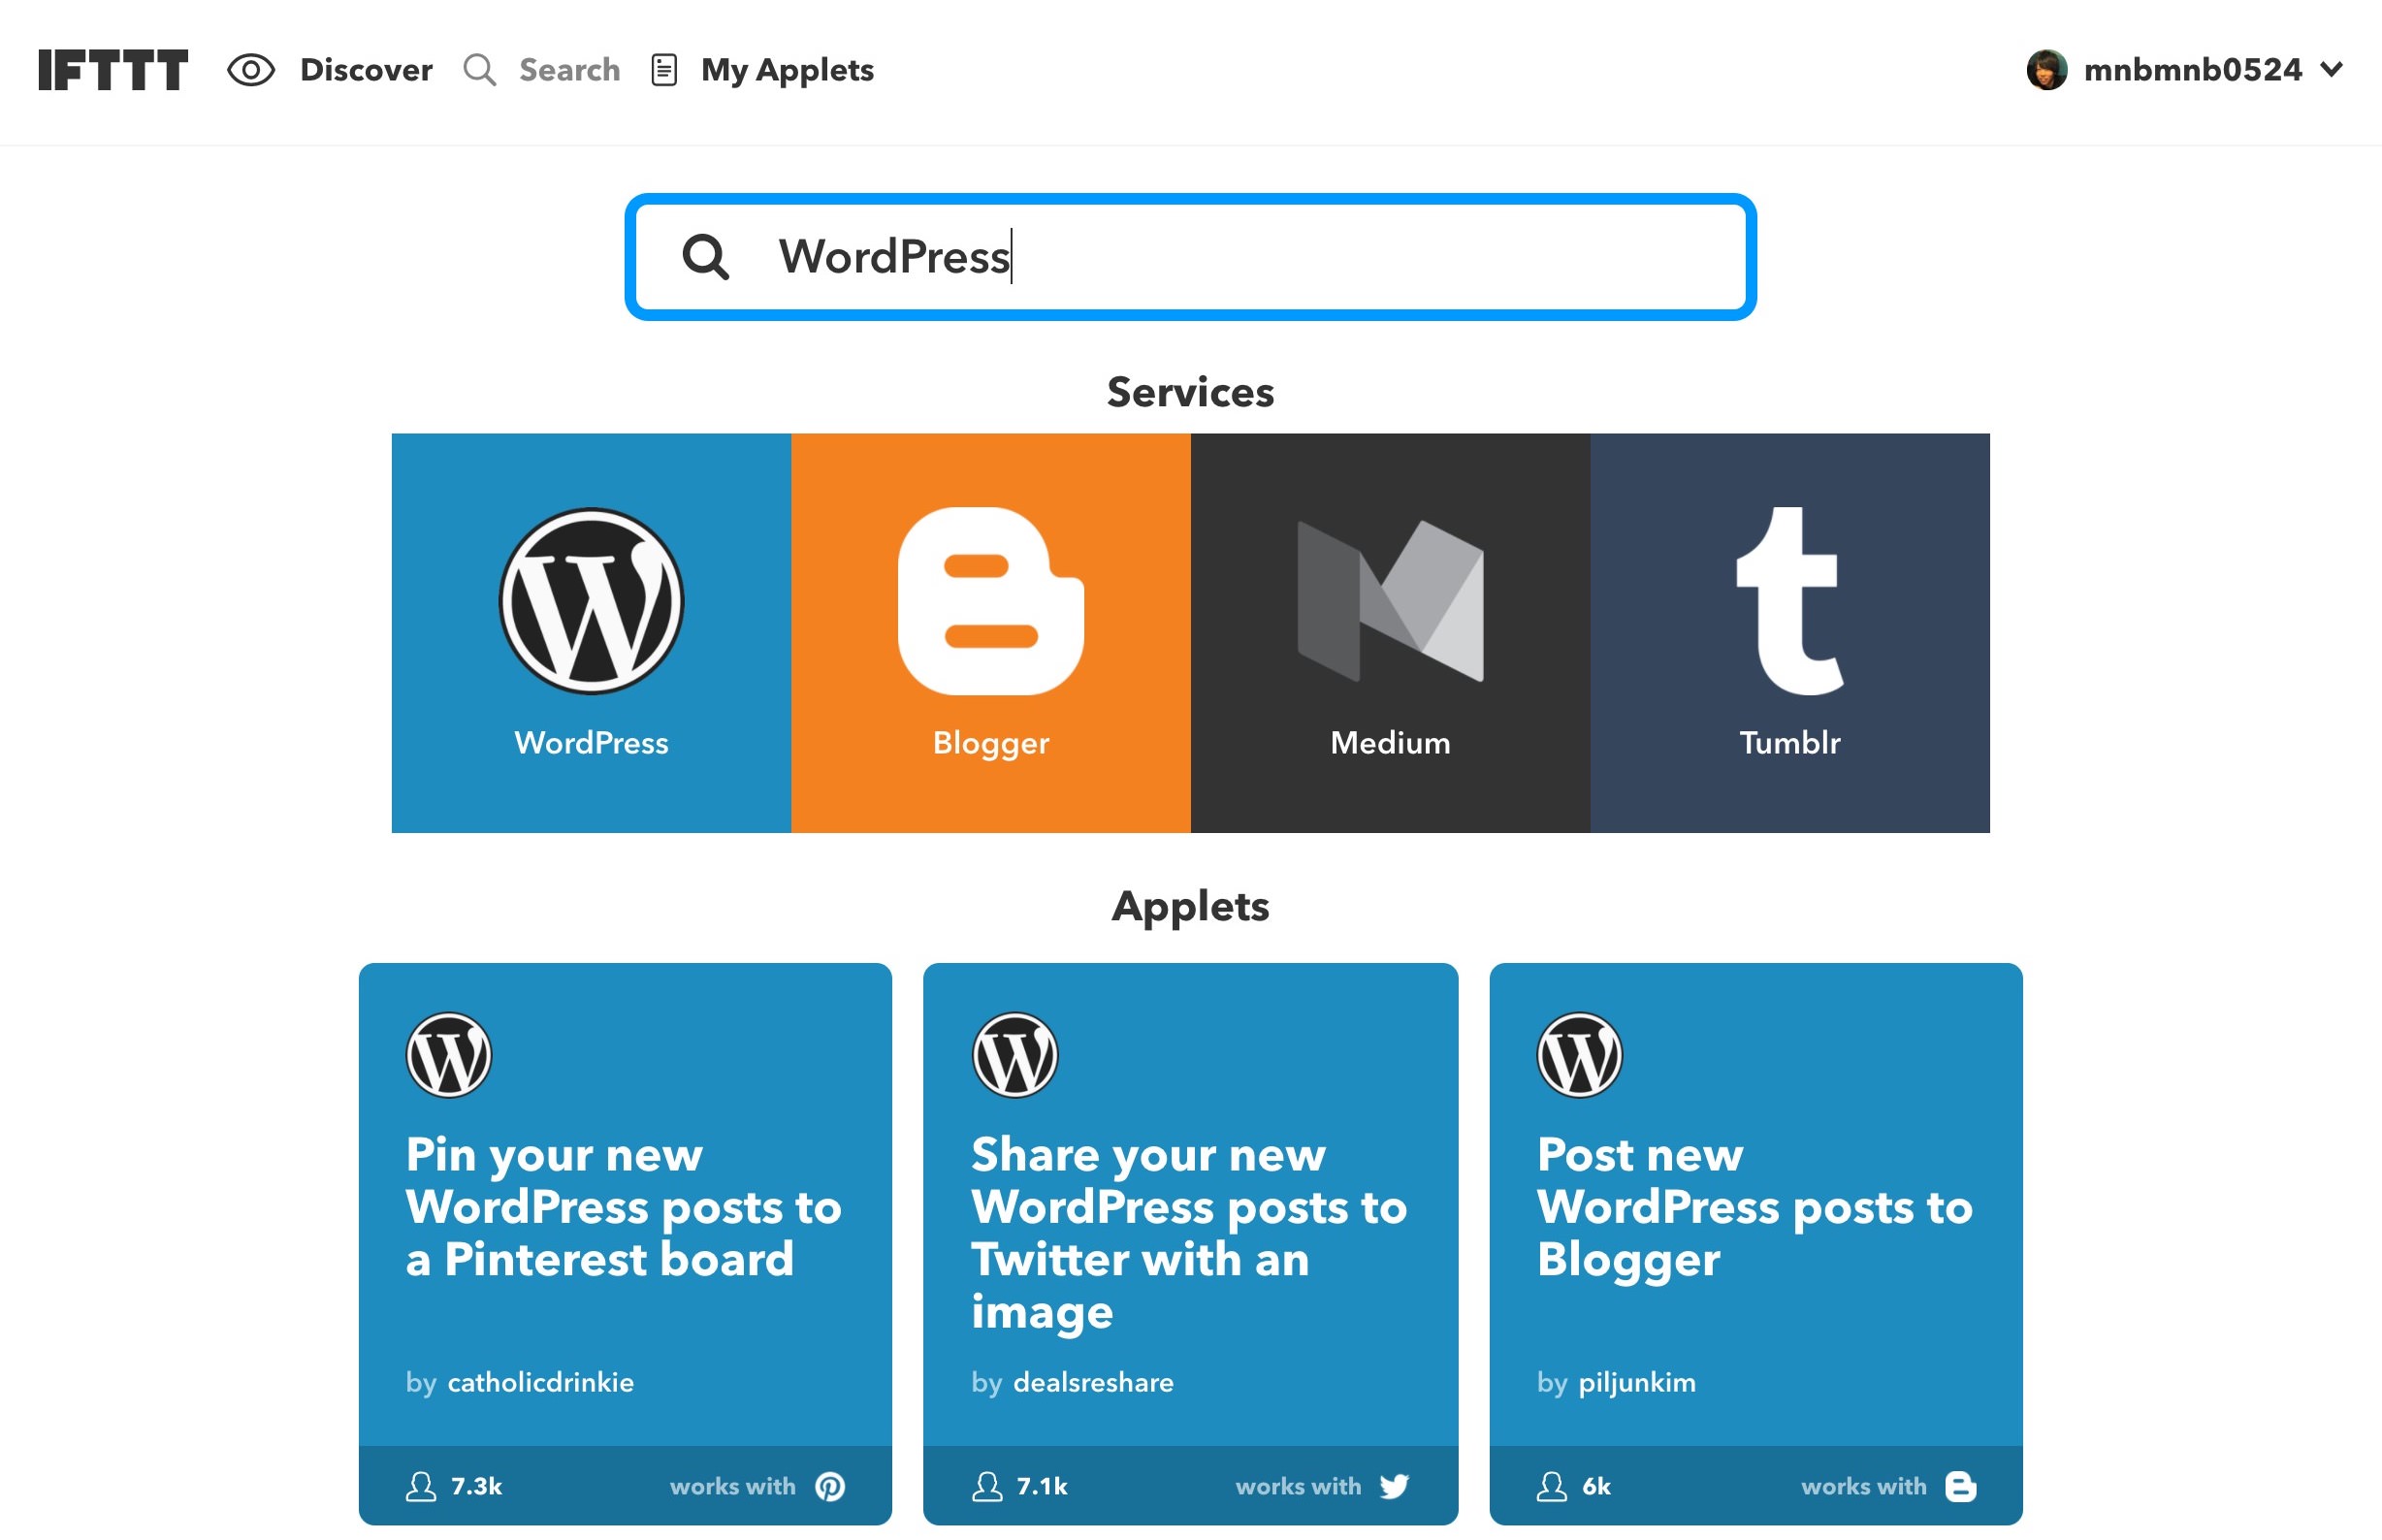 IFTTT Discover Search My Applets mnbmnb0524
WordPress
Services
WordPress Blogger Medium Tumblr
Applets
Pin your new
WordPress posts to
a Pinterest board
by catholicdrinkie
7.3k works with
Share your new
WordPress posts to
Twitter with an
image
by dealsreshare
7.1k works with
Post new
WordPress posts to
Blogger
by piljunkim
6k works with